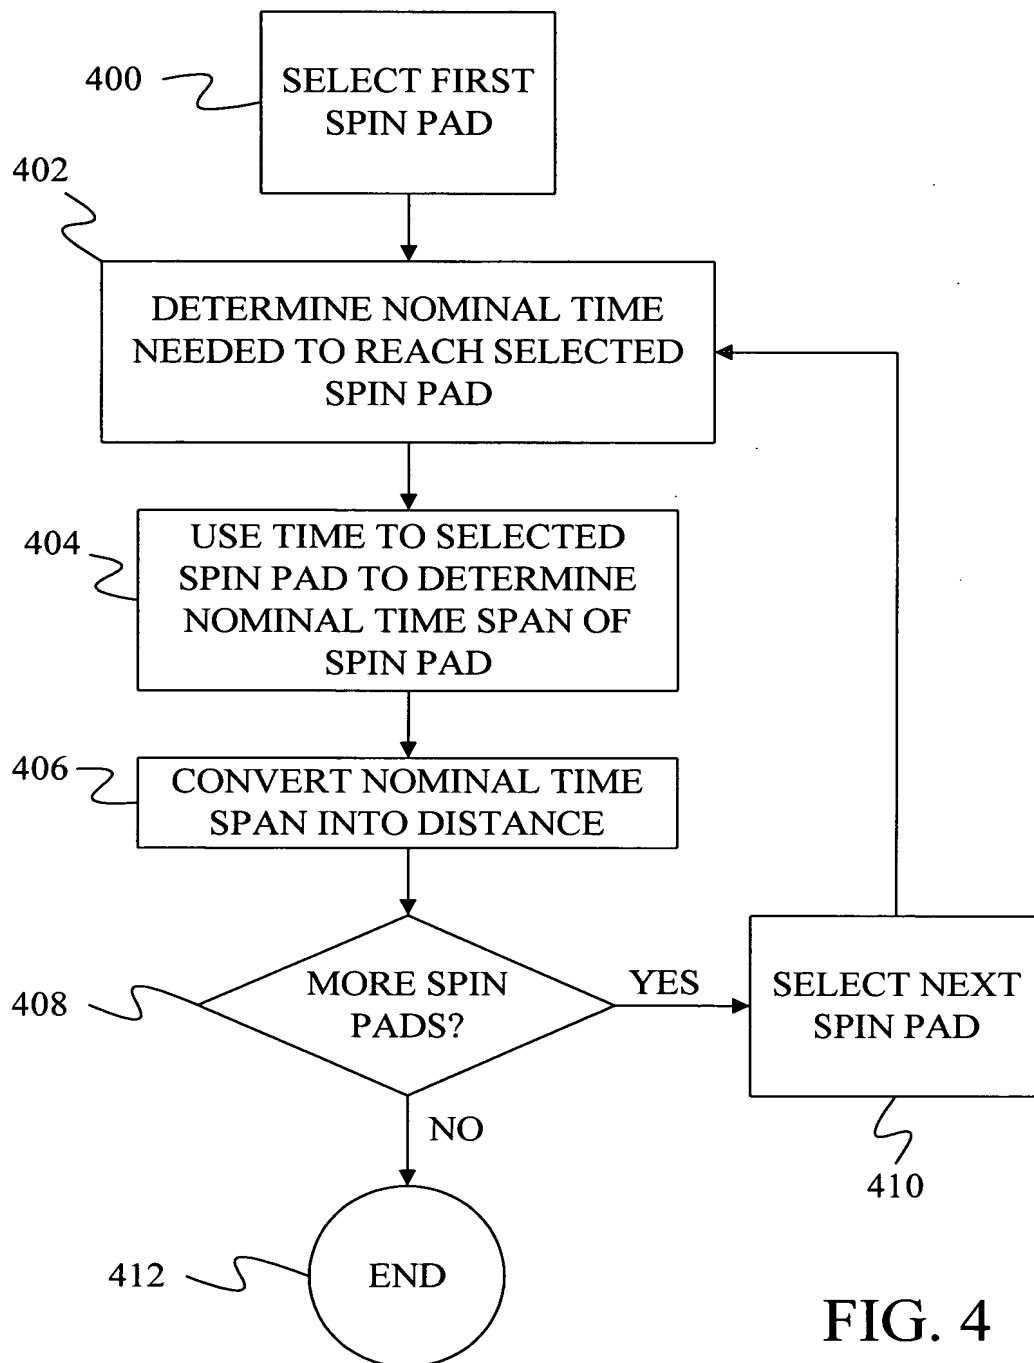 400
SELECT FIRST
SPIN PAD
402
DETERMINE NOMINAL TIME
NEEDED TO REACH SELECTED
SPIN PAD
404
USE TIME TO SELECTED
SPIN PAD TO DETERMINE
NOMINAL TIME SPAN OF
SPIN PAD
406
CONVERT NOMINAL TIME
SPAN INTO DISTANCE
408
MORE SPIN
PADS?
YES
SELECT NEXT
SPIN PAD
410
NO
412
END
FIG. 4